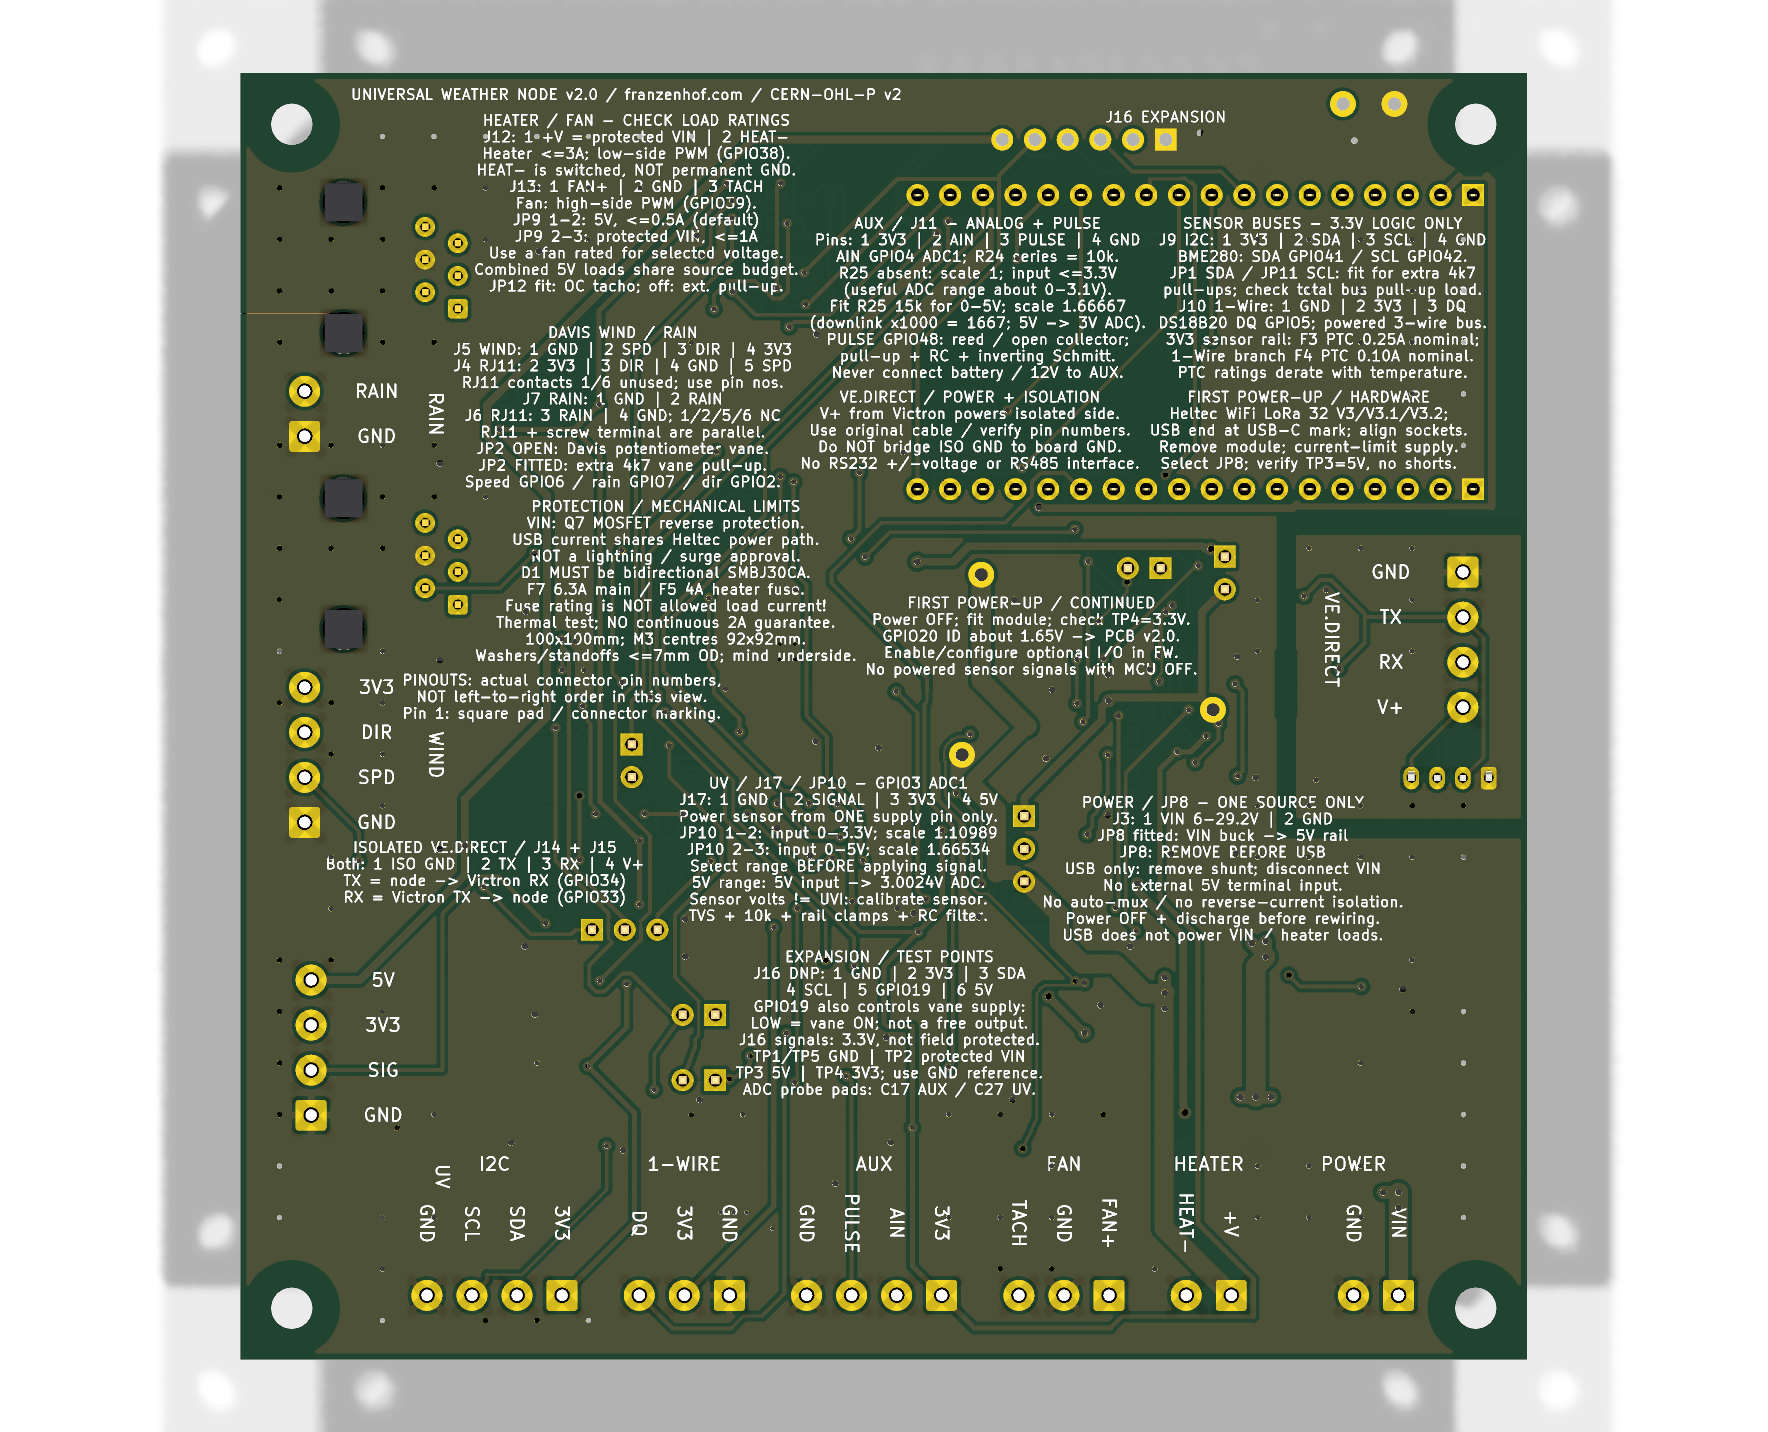 UNIVERSAL WEATHER NODE v2.0 / franzenhof.com / CERN-OHL-P v2
HEATER / FAN - CHECK LOAD RATINGS
J12: 1 +V = protected VIN | 2 HEAT-
Heater <=3A; low-side PWM (GPIO38).
HEAT- is switched, NOT permanent GND.
J13: 1 FAN+ | 2 GND | 3 TACH
Fan: high-side PWM (GPIO39).
JP9 1-2: 5V, <=0.5A (default)
JP9 2-3: protected VIN, <=1A
Use a fan rated for selected voltage.
Combined 5V loads share source budget.
JP12 fit: OC tacho; off: ext. pull-up.
J16 EXPANSION
AUX / J11 - ANALOG + PULSE
Pins: 1 3V3 | 2 AIN | 3 PULSE | 4 GND
AIN GPIO4 ADC1; R24 series = 10k.
R25 absent: scale 1; input <=3.3V
(useful ADC range about 0-3.1V).
Fit R25 15k for 0-5V; scale 1.66667
(downlink x1000 = 1667; 5V -> 3V ADC).
PULSE GPIO48: reed / open collector;
pull-up + RC + inverting Schmitt.
Never connect battery / 12V to AUX.
SENSOR BUSES - 3.3V LOGIC ONLY
J9 I2C: 1 3V3 | 2 SDA | 3 SCL | 4 GND
BME280: SDA GPIO41 / SCL GPIO42.
JP1 SDA / JP11 SCL: fit for extra 4k7
pull-ups; check total bus pull-up load.
J10 1-Wire: 1 GND | 2 3V3 | 3 DQ
DS18B20 DQ GPIO5; powered 3-wire bus.
3V3 sensor rail: F3 PTC 0.25A nominal;
1-Wire branch F4 PTC 0.10A nominal.
PTC ratings derate with temperature.
DAVIS WIND / RAIN
J5 WIND: 1 GND | 2 SPD | 3 DIR | 4 3V3
J4 RJ11: 2 3V3 | 3 DIR | 4 GND | 5 SPD
RJ11 contacts 1/6 unused; use pin nos.
J7 RAIN: 1 GND | 2 RAIN
J6 RJ11: 3 RAIN | 4 GND; 1/2/5/6 NC
RJ11 + screw terminal are parallel.
JP2 OPEN: Davis potentiometer vane.
JP2 FITTED: extra 4k7 vane pull-up.
Speed GPIO6 / rain GPIO7 / dir GPIO2.
RAIN
GND
RAIN
VE.DIRECT / POWER + ISOLATION
V+ from Victron powers isolated side.
Use original cable / verify pin numbers.
Do NOT bridge ISO GND to board GND.
No RS232 +/-voltage or RS485 interface.
FIRST POWER-UP / HARDWARE
Heltec WiFi LoRa 32 V3/V3.1/V3.2;
USB end at USB-C mark; align sockets.
Remove module; current-limit supply.
Select JP8; verify TP3=5V, no shorts.
PROTECTION / MECHANICAL LIMITS
VIN: Q7 MOSFET reverse protection.
USB current shares Heltec power path.
NOT a lightning / surge approval.
D1 MUST be bidirectional SMBJ30CA.
F7 6.3A main / F5 4A heater fuse.
Fuse rating is NOT allowed load current!
Thermal test; NO continuous 2A guarantee.
100x100mm; M3 centres 92x92mm.
Washers/standoffs <=7mm OD; mind underside.
FIRST POWER-UP / CONTINUED
Power OFF; fit module; check TP4=3.3V.
GPIO20 ID about 1.65V -> PCB v2.0.
Enable/configure optional I/O in FW.
No powered sensor signals with MCU OFF.
VE.DIRECT
GND
TX
RX
V+
PINOUTS: actual connector pin numbers,
NOT left-to-right order in this view.
Pin 1: square pad / connector marking.
3V3
DIR
SPD
GND
WIND
UV / J17 / JP10 - GPIO3 ADC1
J17: 1 GND | 2 SIGNAL | 3 3V3 | 4 5V
Power sensor from ONE supply pin only.
JP10 1-2: input 0-3.3V; scale 1.10989
JP10 2-3: input 0-5V; scale 1.66534
Select range BEFORE applying signal.
5V range: 5V input -> 3.0024V ADC.
Sensor volts != UVI: calibrate sensor.
TVS + 10k + rail clamps + RC filter.
POWER / JP8 - ONE SOURCE ONLY
J3: 1 VIN 6-29.2V | 2 GND
JP8 fitted: VIN buck -> 5V rail
JP8: REMOVE BEFORE USB
USB only: remove shunt; disconnect VIN
No external 5V terminal input.
No auto-mux / no reverse-current isolation.
Power OFF + discharge before rewiring.
USB does not power VIN / heater loads.
ISOLATED VE.DIRECT / J14 + J15
Both: 1 ISO GND | 2 TX | 3 RX | 4 V+
TX = node -> Victron RX (GPIO34)
RX = Victron TX -> node (GPIO33)
EXPANSION / TEST POINTS
J16 DNP: 1 GND | 2 3V3 | 3 SDA
4 SCL | 5 GPIO19 | 6 5V
GPIO19 also controls vane supply:
LOW = vane ON; not a free output.
J16 signals: 3.3V, not field protected.
TP1/TP5 GND | TP2 protected VIN
TP3 5V | TP4 3V3; use GND reference.
ADC probe pads: C17 AUX / C27 UV.
5V
3V3
SIG
GND
UV
I2C
1-WIRE
AUX
FAN
HEATER
POWER
GND
SCL
SDA
3V3
DQ
3V3
GND
GND
PULSE
AIN
3V3
TACH
GND
FAN+
HEAT-
+V
GND
VIN